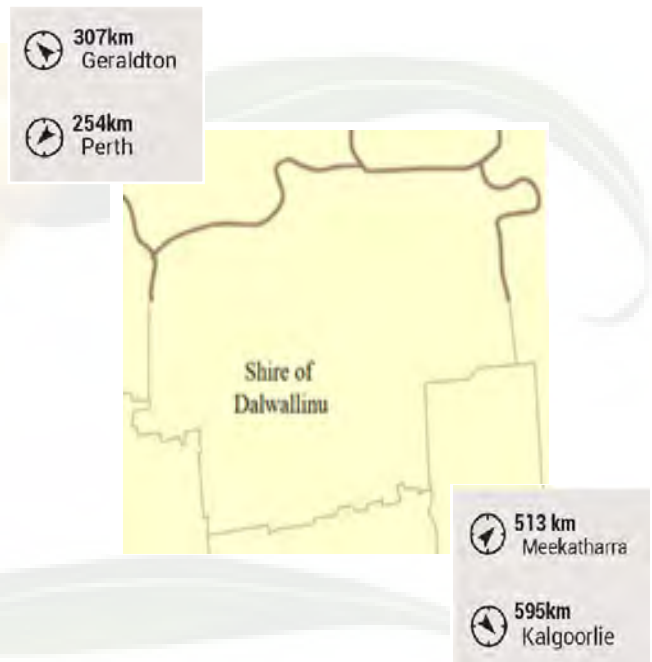 307km
Geraldton
254km
Perth
Shire of
Dalwallinu
513 km
Meekatharra
595km
Kalgoorlie